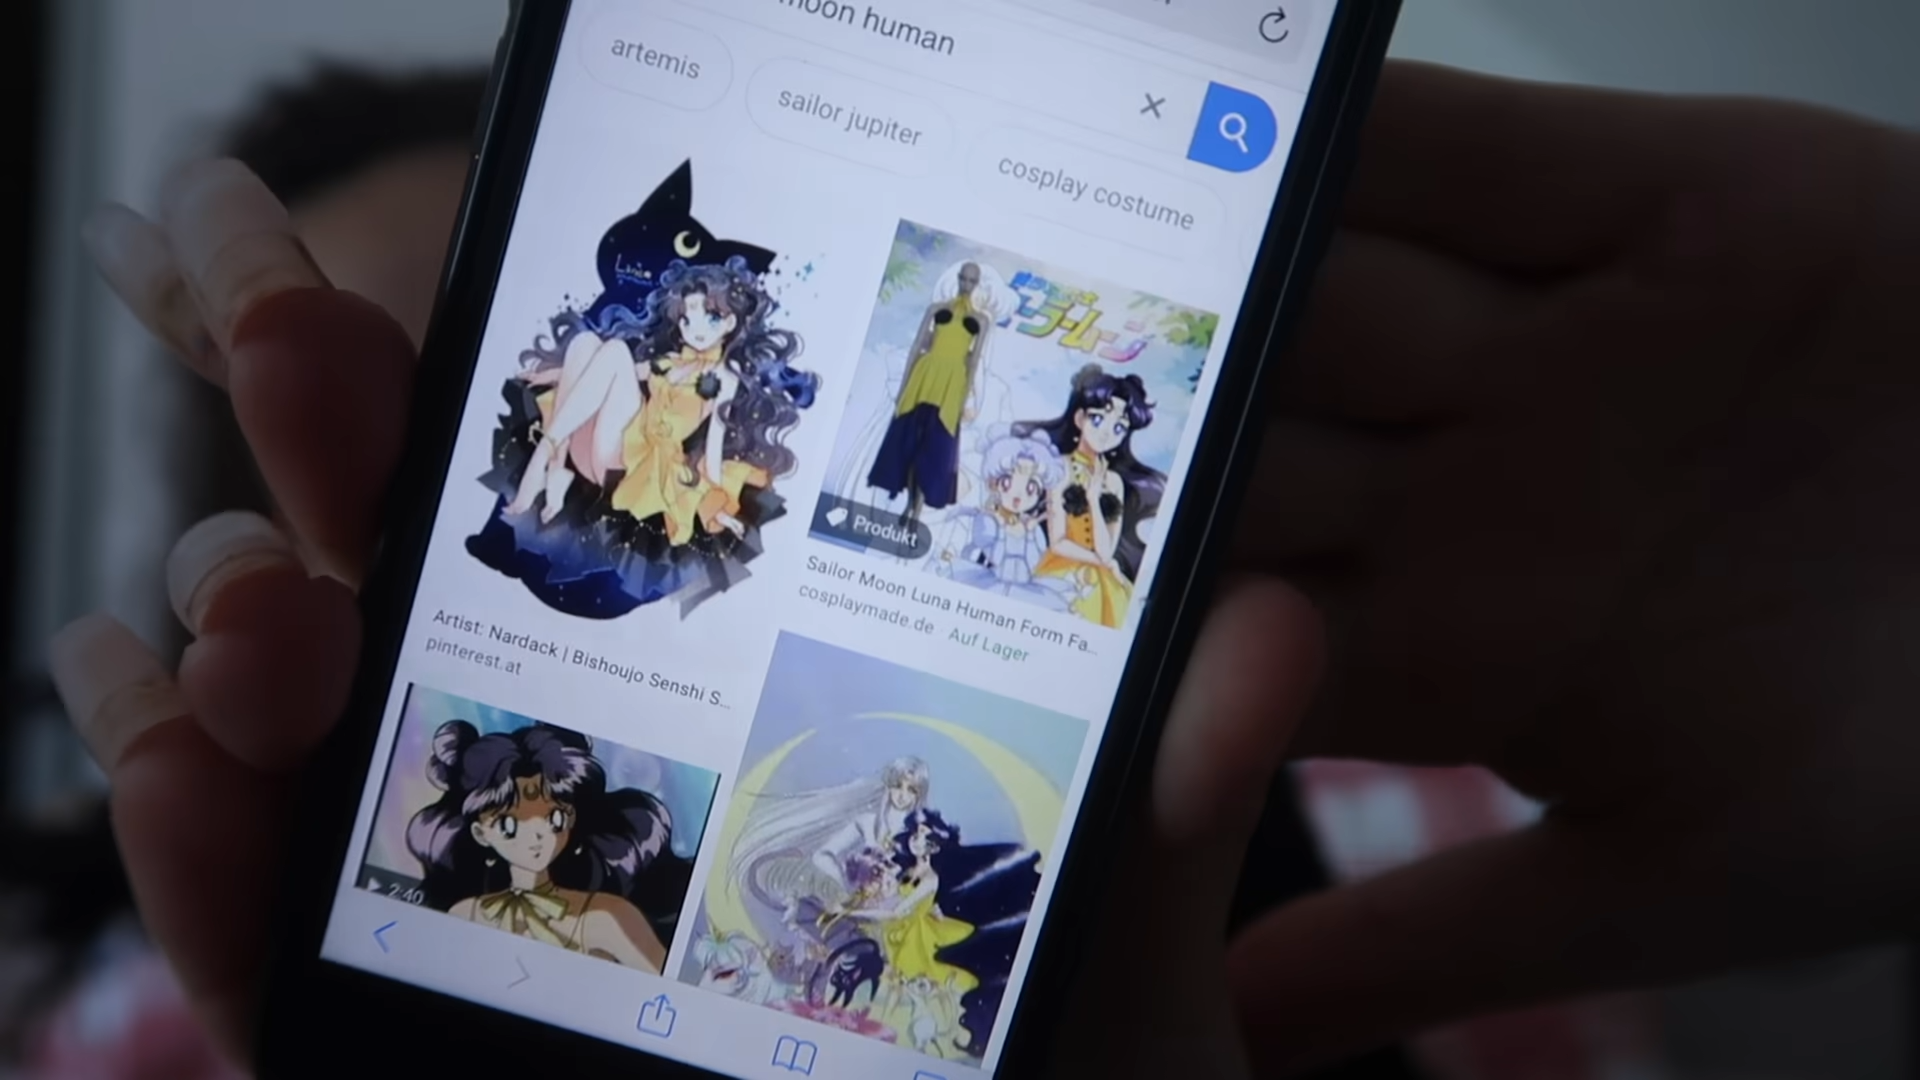 moon human
artemis
sailor jupiter
cosplay costume
Luna
Produkt
Sailor Moon Luna Human Form Fa...
cosplaymade.de · Auf Lager
Artist: Nardack | Bishoujo Senshi S...
pinterest.at
2:40